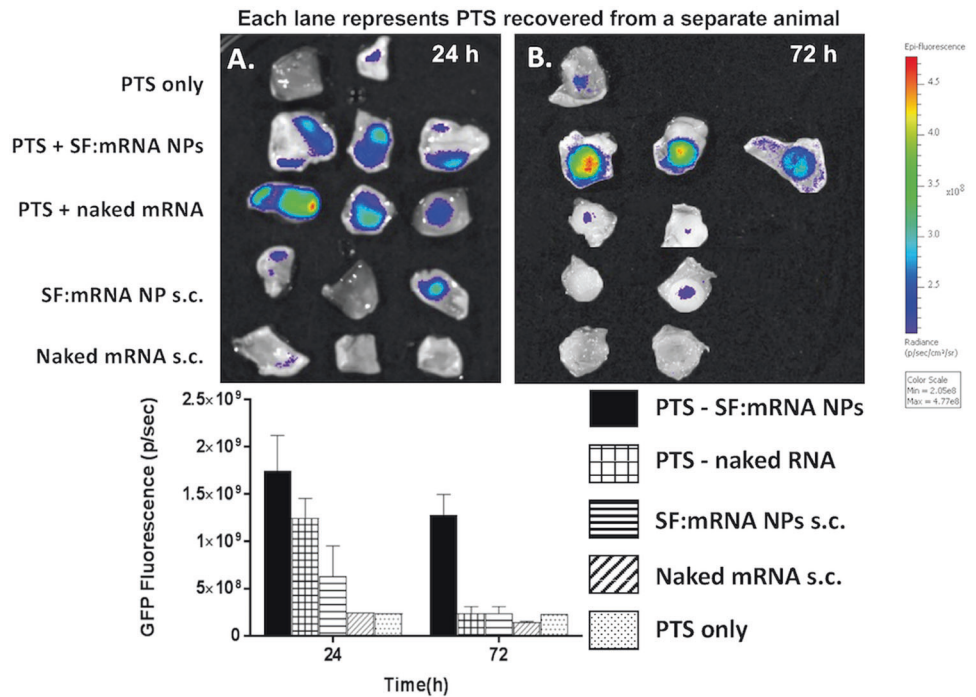 Each lane represents PTS recovered from a separate animal
A. 24 h
B. 72 h
PTS only
PTS + SF:mRNA NPs
PTS + naked mRNA
SF:mRNA NP s.c.
Naked mRNA s.c.
Epi-fluorescence
4.5
4.0
3.5
x10⁸
3.0
2.5
Radiance
(p/sec/cm²/sr)
Color Scale
Min = 2.05e8
Max = 4.77e8
GFP Fluorescence (p/sec)
2.5×10⁹
2×10⁹
1.5×10⁹
1×10⁹
5×10⁸
0
24
72
Time(h)
PTS - SF:mRNA NPs
PTS - naked RNA
SF:mRNA NPs s.c.
Naked mRNA s.c.
PTS only